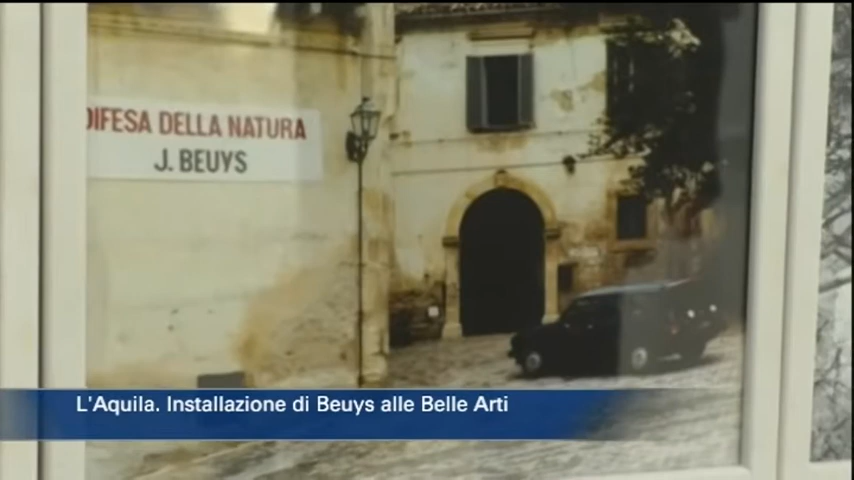 DIFESA DELLA NATURA
J. BEUYS
L'Aquila. Installazione di Beuys alle Belle Arti